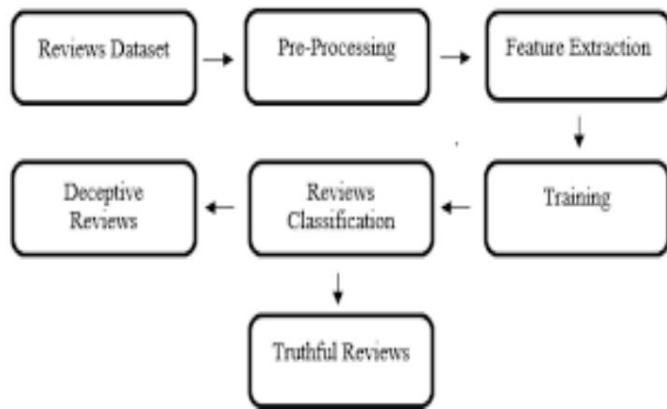 Reviews Dataset
Pre-Processing
Feature Extraction
Training
Reviews
Classification
Deceptive
Reviews
Truthful Reviews